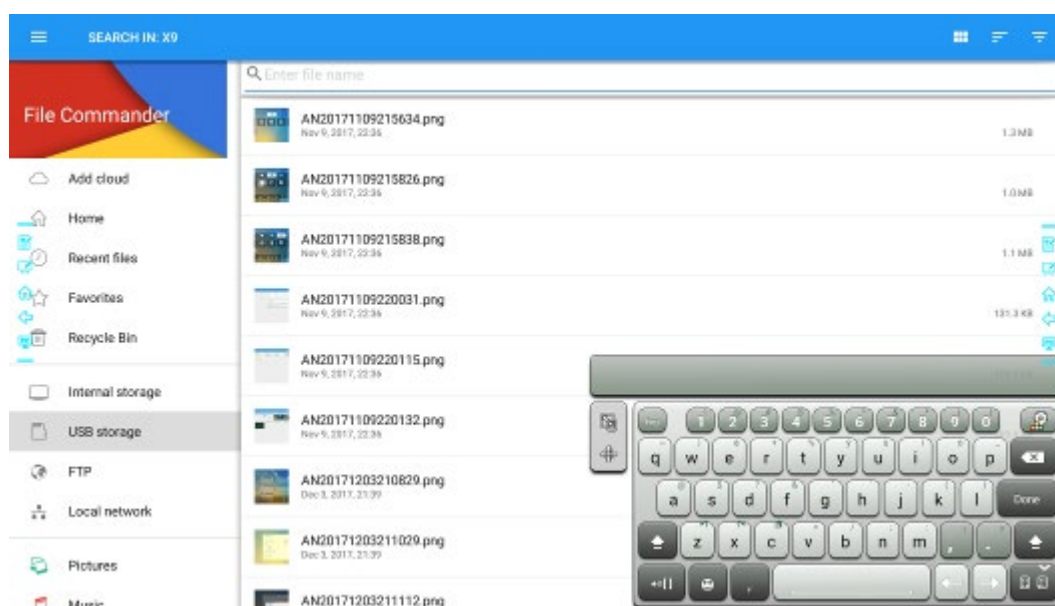 SEARCH IN: X9
Enter file name
File Commander
Add cloud
Home
Recent files
Favorites
Recycle Bin
Internal storage
USB storage
FTP
Local network
Pictures
Music
AN20171109215634.png
Nov 9, 2017, 22:36
1.3 MB
AN20171109215826.png
Nov 9, 2017, 22:36
1.0 MB
AN20171109215838.png
Nov 9, 2017, 22:36
1.1 MB
AN20171109220031.png
Nov 9, 2017, 22:36
131.3 KB
AN20171109220115.png
Nov 9, 2017, 22:36
AN20171109220132.png
Nov 9, 2017, 22:36
AN20171203210829.png
Dec 3, 2017, 21:39
AN20171203211029.png
Dec 3, 2017, 21:39
AN20171203211112.png
1 2 3 4 5 6 7 8 9 0
q w e r t y u i o p
a s d f g h j k l Done
z x c v b n m , .
,